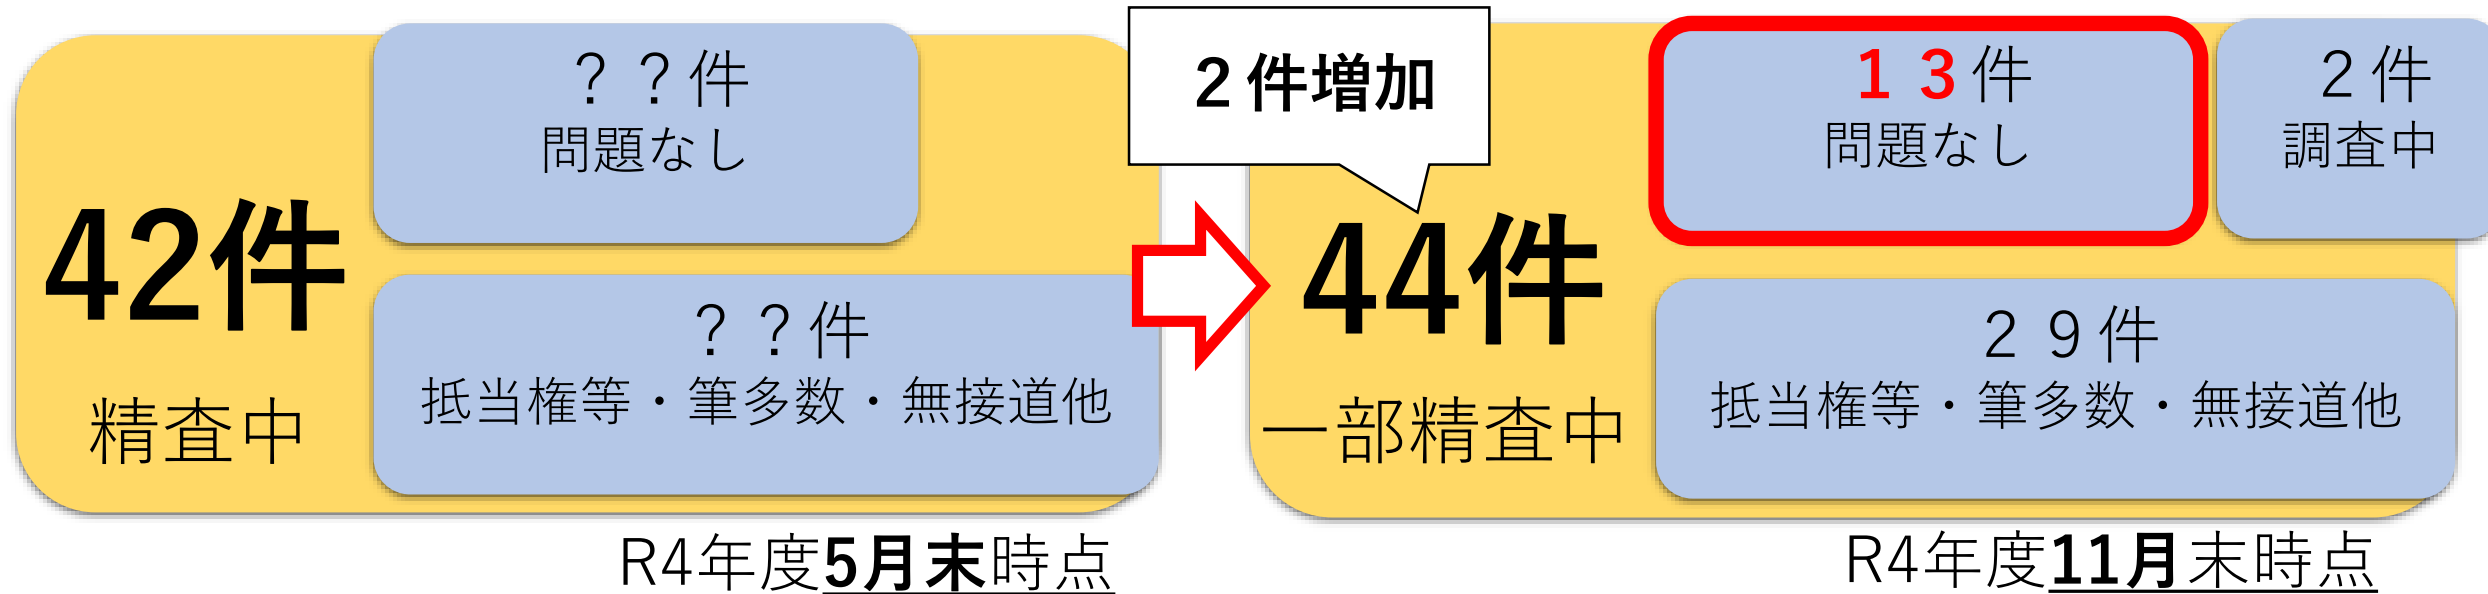 ？？件
問題なし
42件
精査中
？？件
抵当権等・筆多数・無接道他
R4年度5月末時点
２件増加
１３件
問題なし
２件
調査中
44件
一部精査中
２９件
抵当権等・筆多数・無接道他
R4年度11月末時点